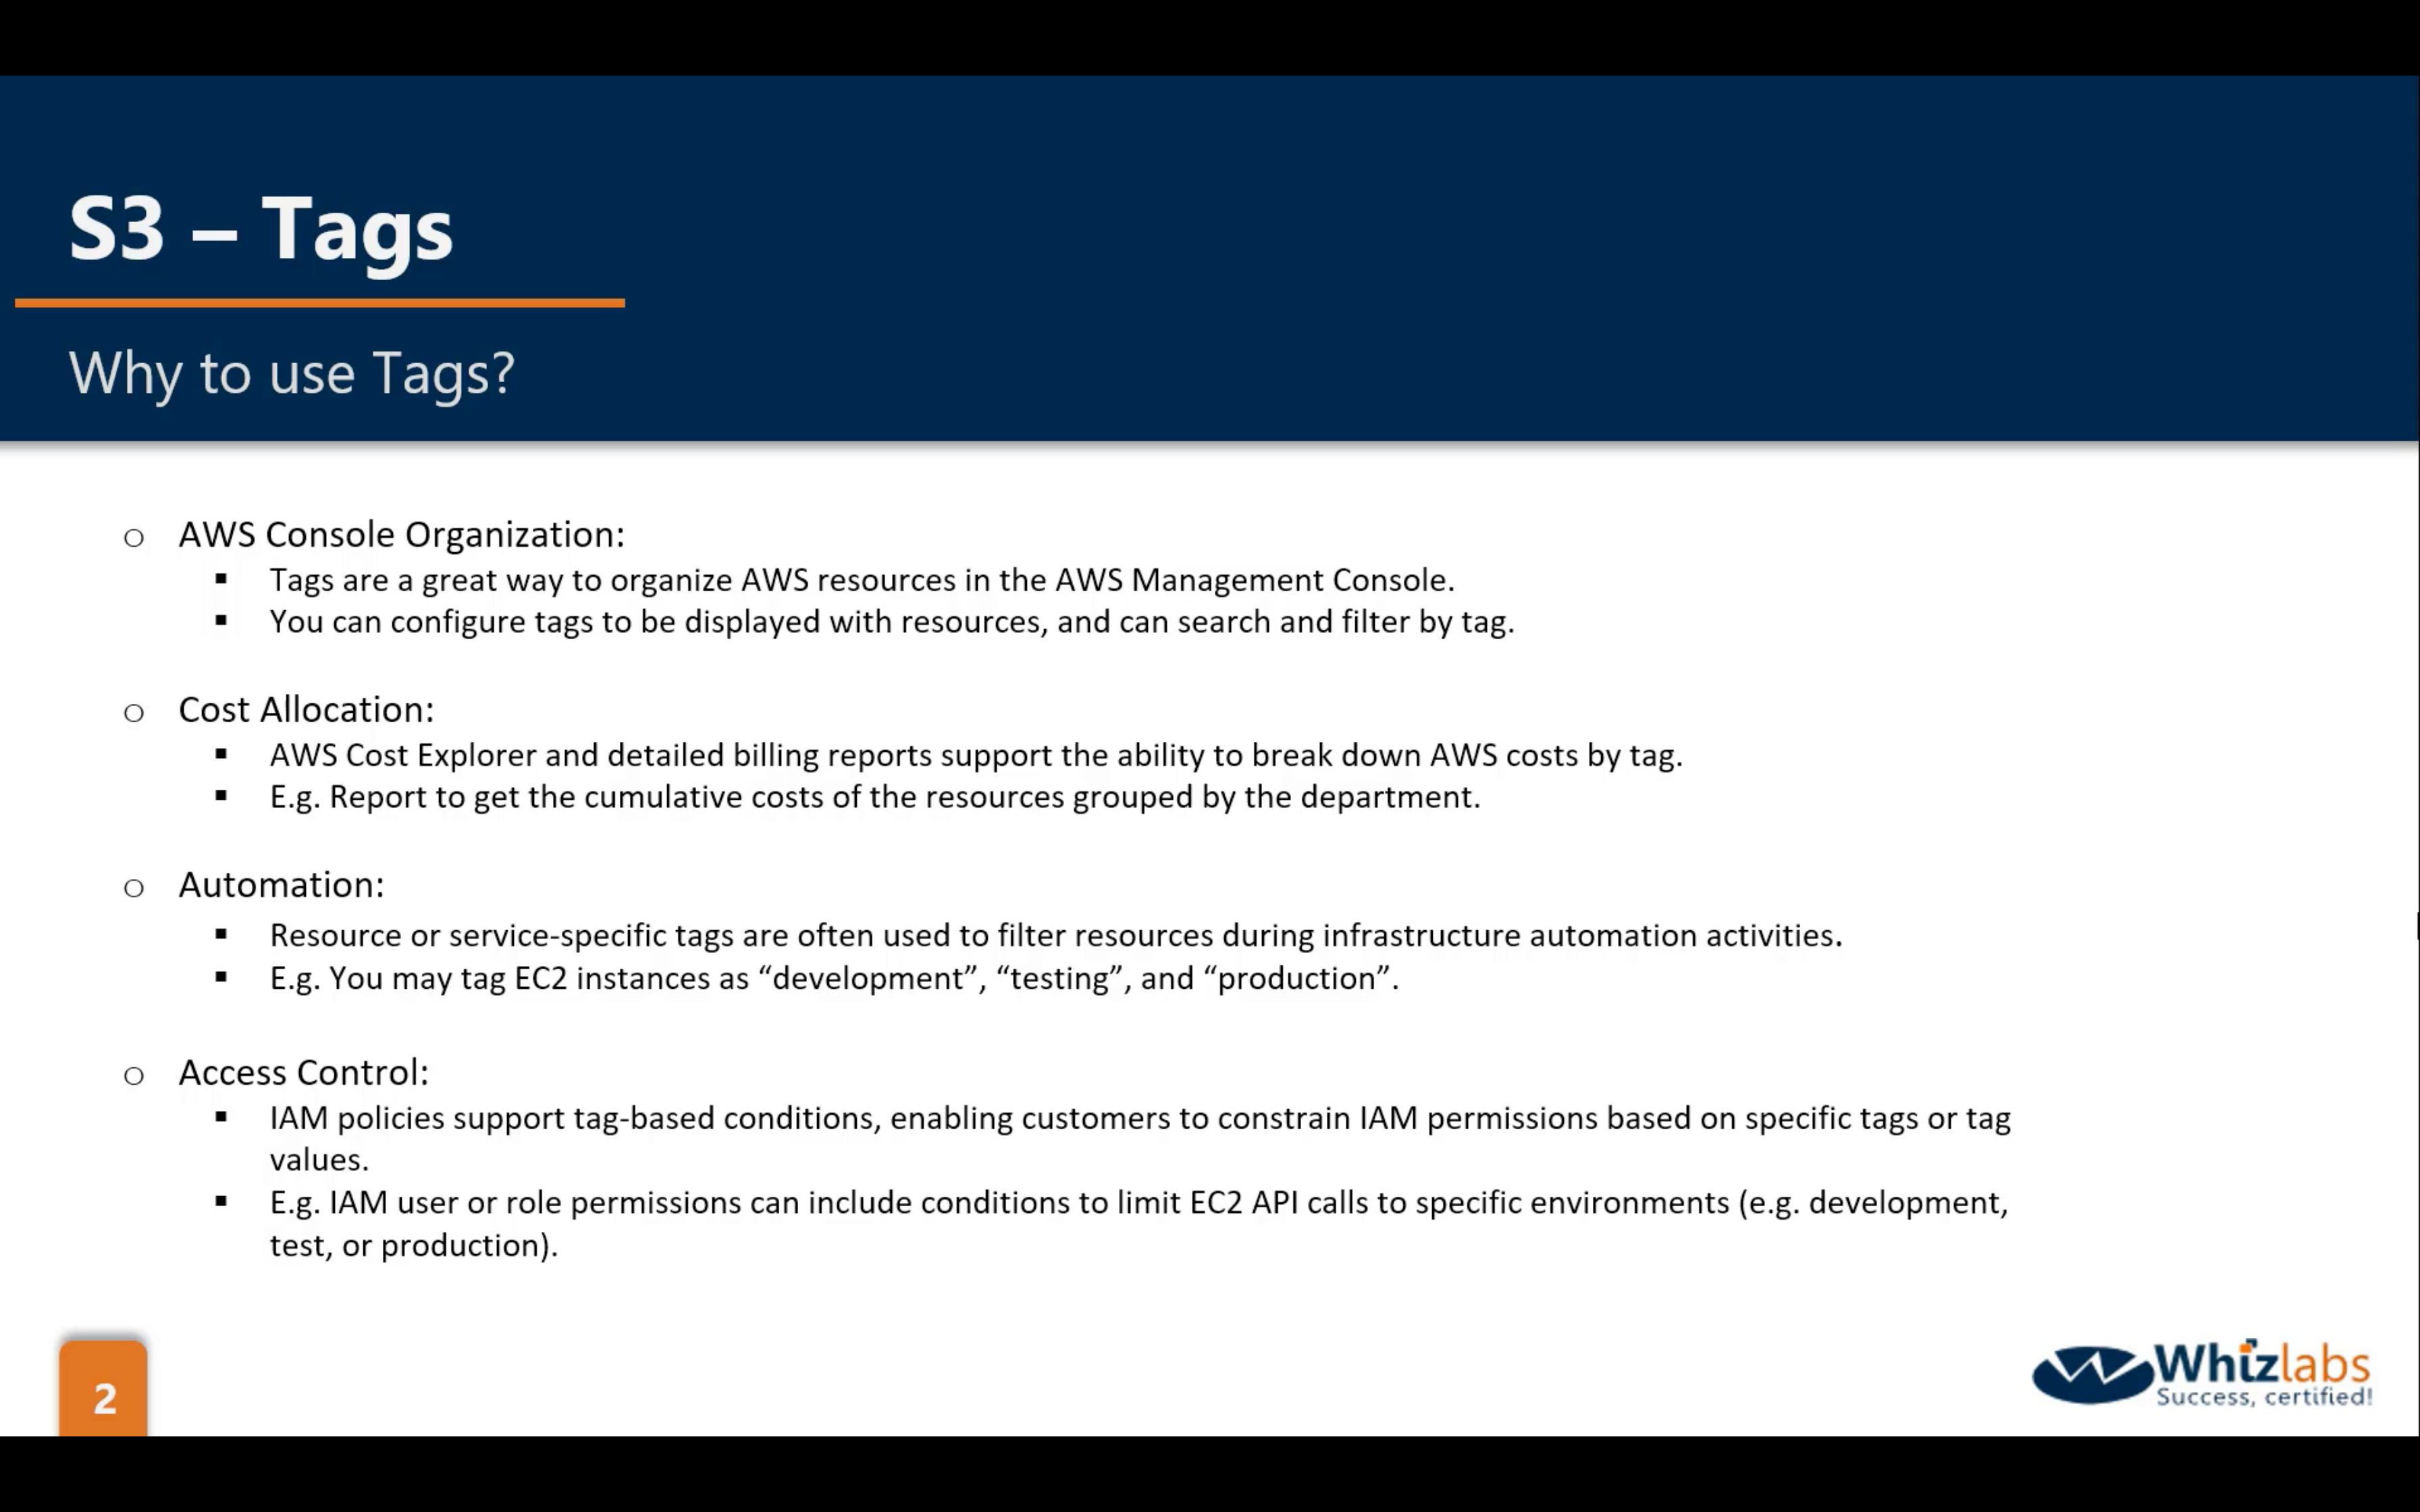 S3 – Tags
Why to use Tags?
o AWS Console Organization:
▪ Tags are a great way to organize AWS resources in the AWS Management Console.
▪ You can configure tags to be displayed with resources, and can search and filter by tag.
o Cost Allocation:
▪ AWS Cost Explorer and detailed billing reports support the ability to break down AWS costs by tag.
▪ E.g. Report to get the cumulative costs of the resources grouped by the department.
o Automation:
▪ Resource or service-specific tags are often used to filter resources during infrastructure automation activities.
▪ E.g. You may tag EC2 instances as “development”, “testing”, and “production”.
o Access Control:
▪ IAM policies support tag-based conditions, enabling customers to constrain IAM permissions based on specific tags or tag
values.
▪ E.g. IAM user or role permissions can include conditions to limit EC2 API calls to specific environments (e.g. development,
test, or production).
2
Whizlabs
Success, certified!